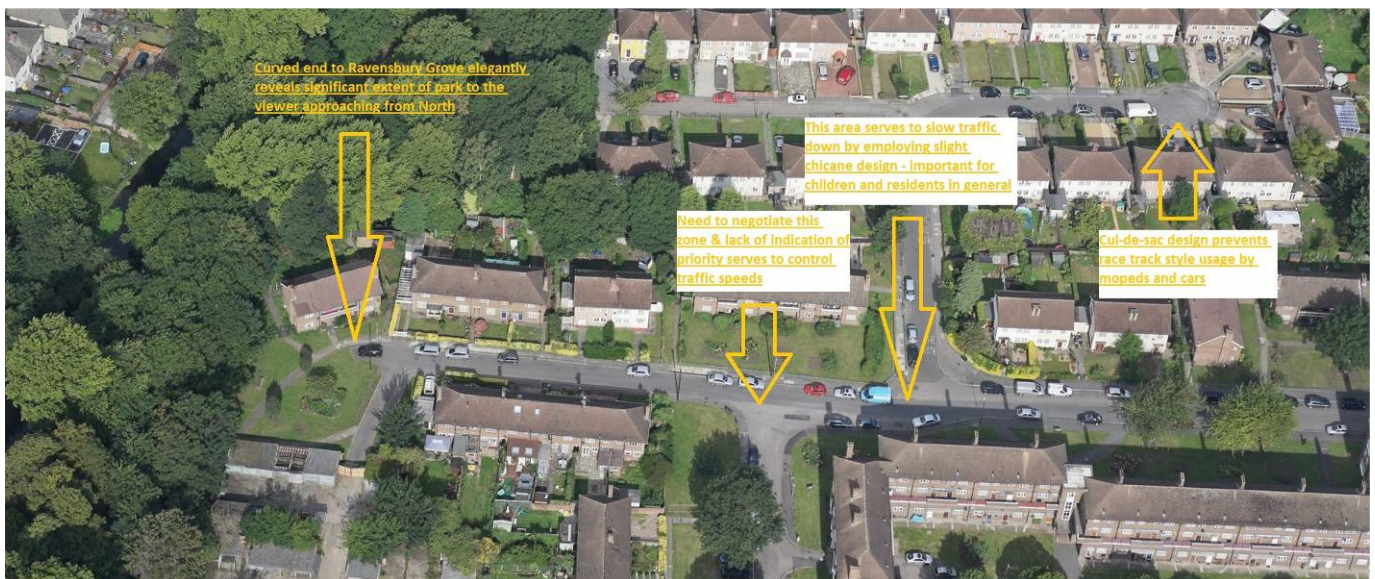 Curved end to Ravensbury Grove elegantly
reveals significant extent of park to the
viewer approaching from North
This area serves to slow traffic
down by employing slight
chicane design - important for
children and residents in general
Need to negotiate this
zone & lack of indication of
priority serves to control
traffic speeds
Cul-de-sac design prevents
race track style usage by
mopeds and cars